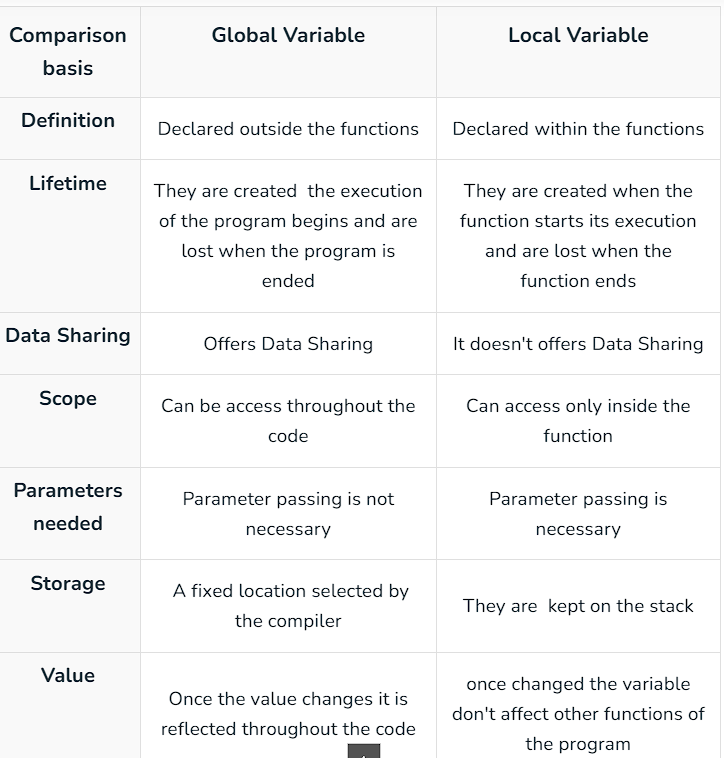 Comparison
basis
Global Variable
Local Variable
Definition
Declared outside the functions
Declared within the functions
Lifetime
They are created  the execution
of the program begins and are
lost when the program is
ended
They are created when the
function starts its execution
and are lost when the
function ends
Data Sharing
Offers Data Sharing
It doesn't offers Data Sharing
Scope
Can be access throughout the
code
Can access only inside the
function
Parameters
needed
Parameter passing is not
necessary
Parameter passing is
necessary
Storage
A fixed location selected by
the compiler
They are  kept on the stack
Value
Once the value changes it is
reflected throughout the code
once changed the variable
don't affect other functions of
the program